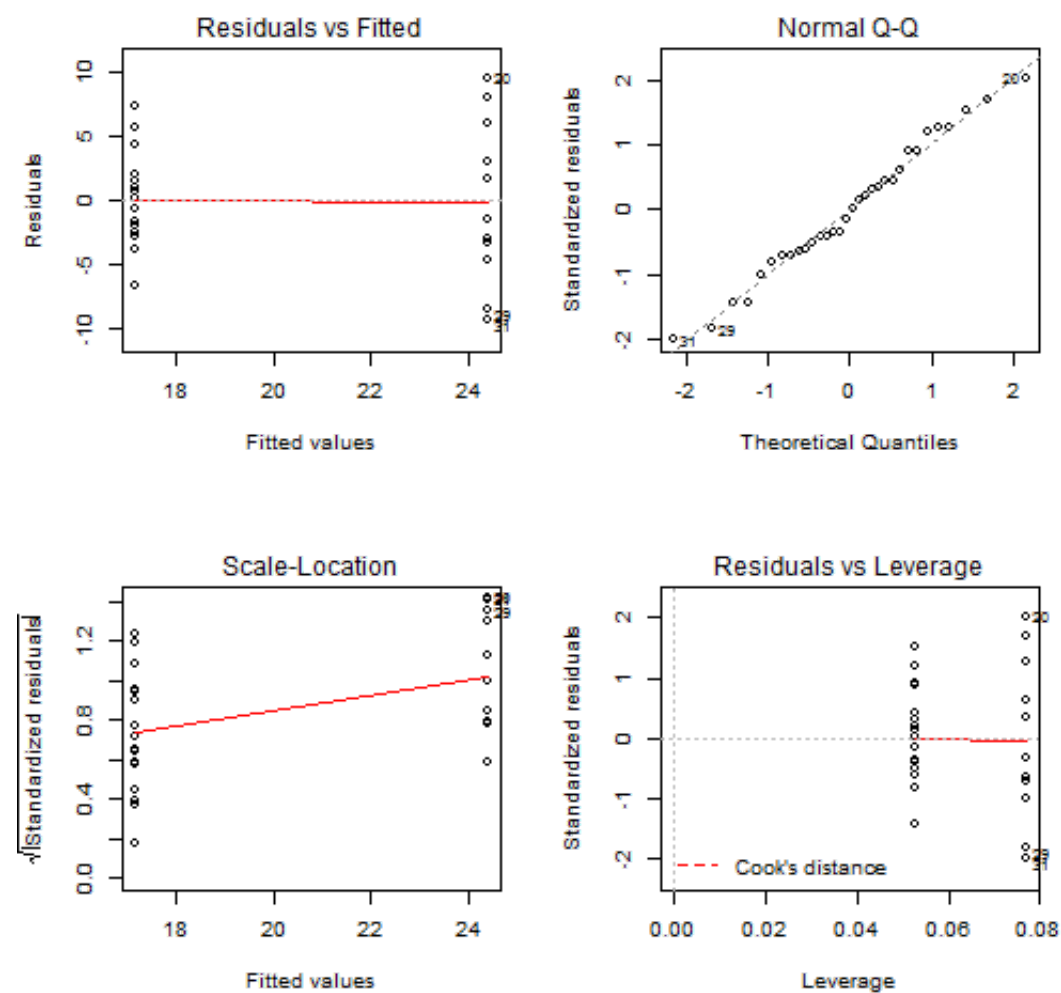 Residuals vs Fitted
Residuals
10
5
0
-5
-10
20
29
31
18 20 22 24
Fitted values
Normal Q-Q
Standardized residuals
2
1
0
-1
-2
20
31
29
-2 -1 0 1 2
Theoretical Quantiles
Scale-Location
√|Standardized residuals|
1.2
0.8
0.4
0.0
29
18 20 22 24
Fitted values
Residuals vs Leverage
Standardized residuals
2
1
0
-1
-2
20
29
31
Cook's distance
0.00 0.02 0.04 0.06 0.08
Leverage